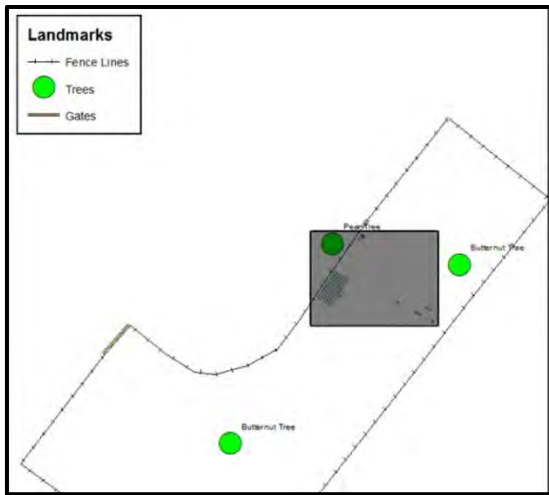 Landmarks
Fence Lines
Trees
Gates
Pear Tree
Butternut Tree
Butternut Tree